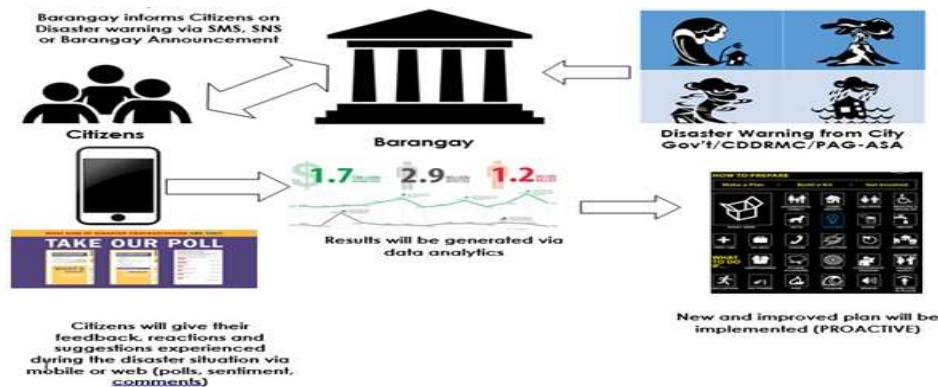 Barangay informs Citizens on
Disaster warning via SMS, SNS
or Barangay Announcement
Citizens
Barangay
Disaster Warning from City
Gov't/CDDRMC/PAG-ASA
$1.7
2.9
1.2
TAKE OUR POLL
Results will be generated via
data analytics
HOW TO PREPARE
Make a Plan
Build a Kit
Get Involved
WHAT
TO DO
IF...
Citizens will give their
feedback, reactions and
suggestions experienced
during the disaster situation via
mobile or web (polls, sentiment,
comments)
New and improved plan will be
implemented (PROACTIVE)